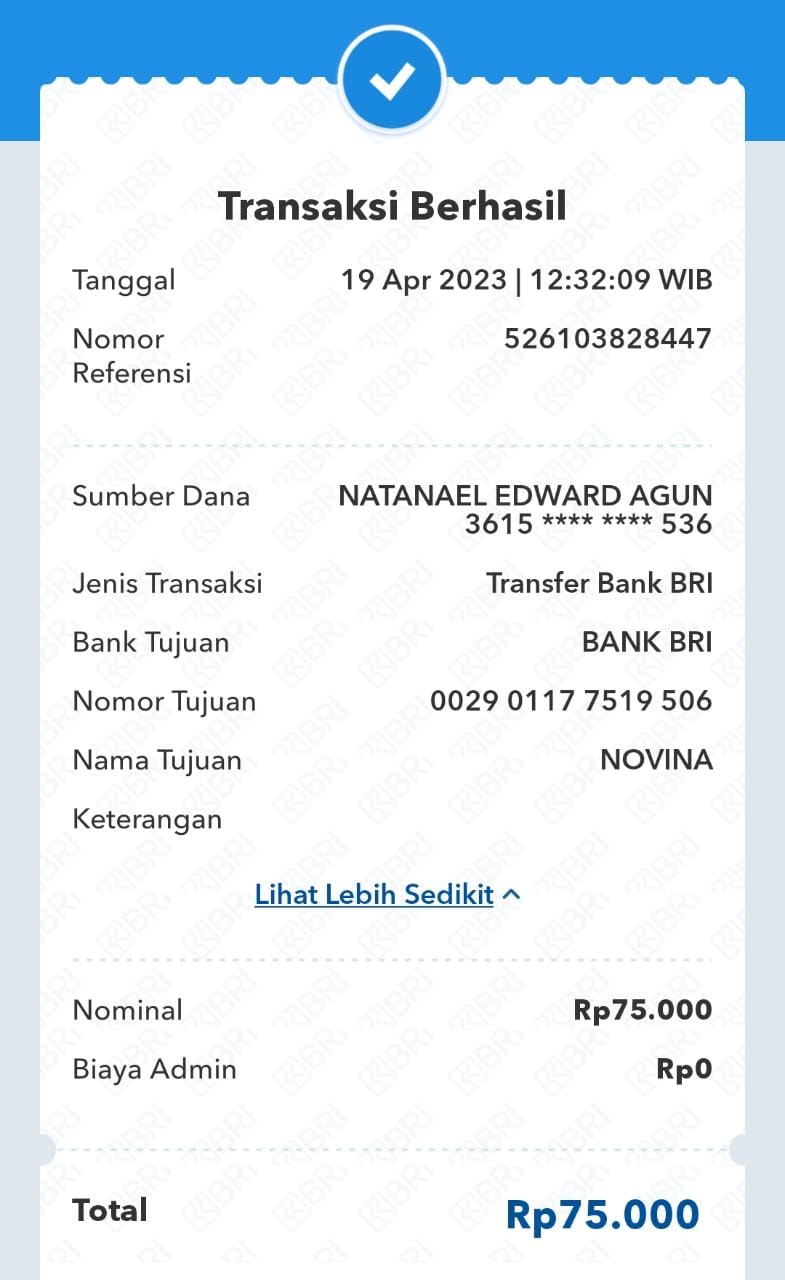 Transaksi Berhasil
Tanggal 19 Apr 2023 | 12:32:09 WIB
Nomor Referensi 526103828447
Sumber Dana NATANAEL EDWARD AGUN
3615 **** **** 536
Jenis Transaksi Transfer Bank BRI
Bank Tujuan BANK BRI
Nomor Tujuan 0029 0117 7519 506
Nama Tujuan NOVINA
Keterangan
Lihat Lebih Sedikit
Nominal Rp75.000
Biaya Admin Rp0
Total Rp75.000